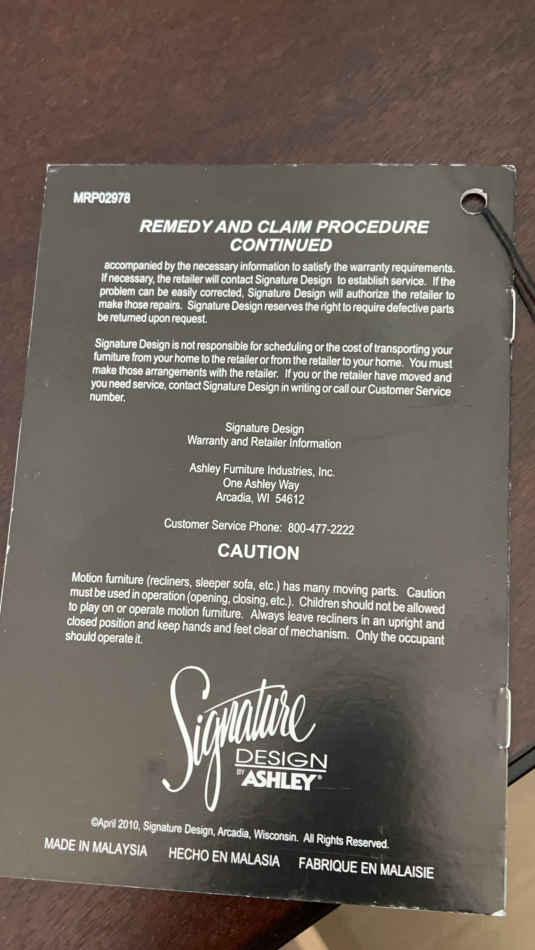 MRP02978
REMEDY AND CLAIM PROCEDURE
CONTINUED
accompanied by the necessary information to satisfy the warranty requirements.
If necessary, the retailer will contact Signature Design to establish service. If the
problem can be easily corrected, Signature Design will authorize the retailer to
make those repairs. Signature Design reserves the right to require defective parts
be returned upon request.
Signature Design is not responsible for scheduling or the cost of transporting your
furniture from your home to the retailer or from the retailer to your home. You must
make those arrangements with the retailer. If you or the retailer have moved and
you need service, contact Signature Design in writing or call our Customer Service
number.
Signature Design
Warranty and Retailer Information
Ashley Furniture Industries, Inc.
One Ashley Way
Arcadia, WI 54612
Customer Service Phone: 800-477-2222
CAUTION
Motion furniture (recliners, sleeper sofa, etc.) has many moving parts. Caution
must be used in operation (opening, closing, etc.). Children should not be allowed
to play on or operate motion furniture. Always leave recliners in an upright and
closed position and keep hands and feet clear of mechanism. Only the occupant
should operate it.
Signature
DESIGN
BY ASHLEY®
©April 2010, Signature Design, Arcadia, Wisconsin. All Rights Reserved.
MADE IN MALAYSIA HECHO EN MALASIA FABRIQUE EN MALAISIE